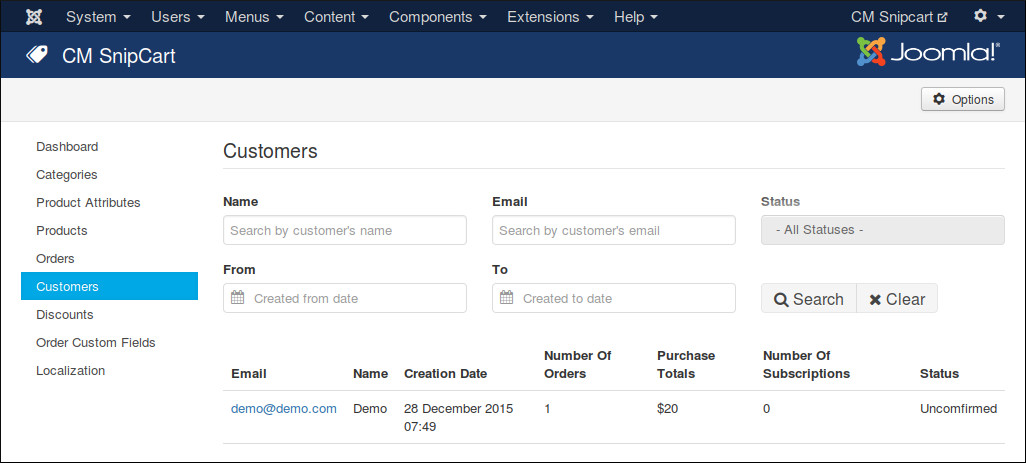 System Users Menus Content Components Extensions Help CM Snipcart
CM SnipCart Joomla!®
Options
Dashboard
Categories
Product Attributes
Products
Orders
Customers
Discounts
Order Custom Fields
Localization
Customers
Name Email Status
Search by customer's name Search by customer's email - All Statuses -
From To
Created from date Created to date Search Clear
Email Name Creation Date Number Of Orders Purchase Totals Number Of Subscriptions Status
demo@demo.com Demo 28 December 2015 07:49 1 $20 0 Uncomfirmed